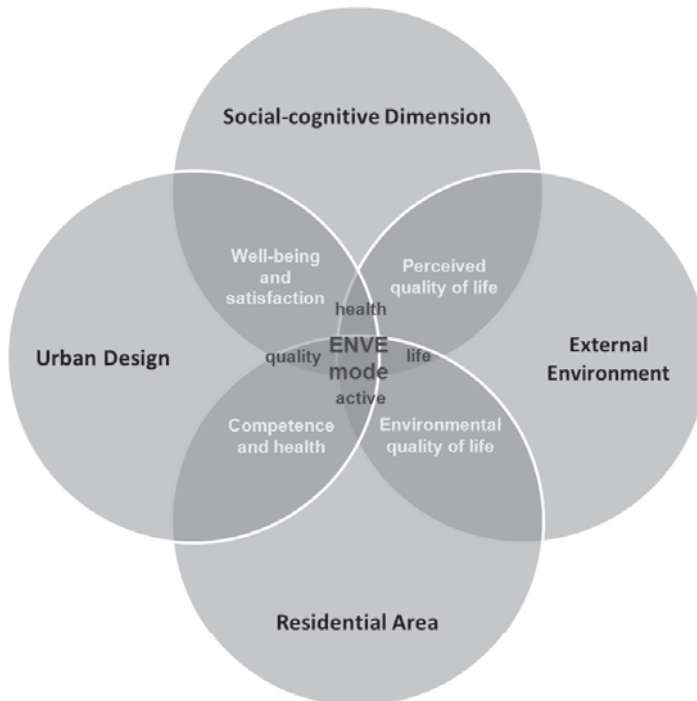 Social-cognitive Dimension
Well-being
and
satisfaction
Perceived
quality of life
health
Urban Design
quality
ENVE
mode
life
External
Environment
active
Competence
and health
Environmental
quality of life
Residential Area